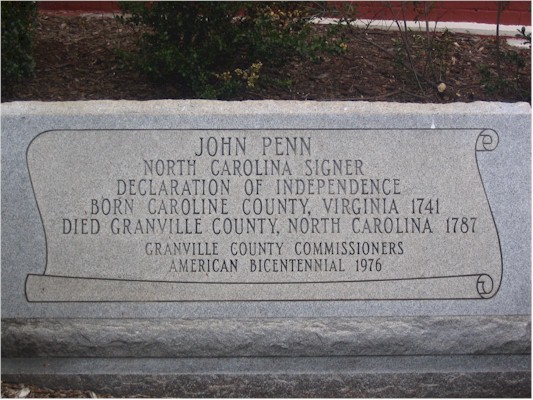 JOHN PENN
NORTH CAROLINA SIGNER
DECLARATION OF INDEPENDENCE
BORN CAROLINE COUNTY, VIRGINIA 1741
DIED GRANVILLE COUNTY, NORTH CAROLINA 1787
GRANVILLE COUNTY COMMISSIONERS
AMERICAN BICENTENNIAL 1976